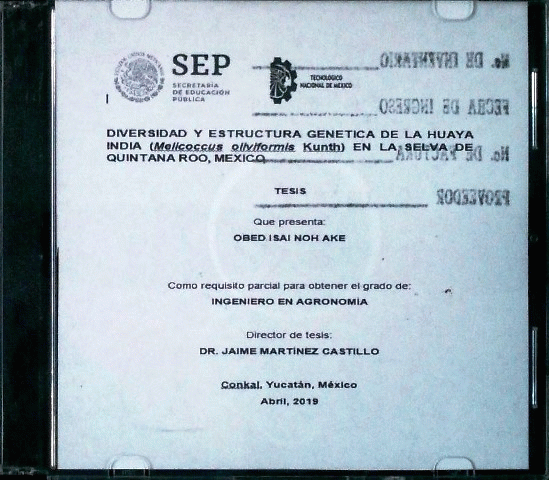 SEP
SECRETARÍA
DE EDUCACIÓN
PÚBLICA
TECNOLÓGICO
NACIONAL DE MÉXICO
No. DE INVENTARIO
FECHA DE INGRESO
No. DE FACTURA
PROVEEDOR
DIVERSIDAD Y ESTRUCTURA GENETICA DE LA HUAYA
INDIA (Melicoccus oliviformis Kunth) EN LA SELVA DE
QUINTANA ROO, MEXICO
TESIS
Que presenta:
OBED ISAI NOH AKE
Como requisito parcial para obtener el grado de:
INGENIERO EN AGRONOMÍA
Director de tesis:
DR. JAIME MARTÍNEZ CASTILLO
Conkal, Yucatán, México
Abril, 2019